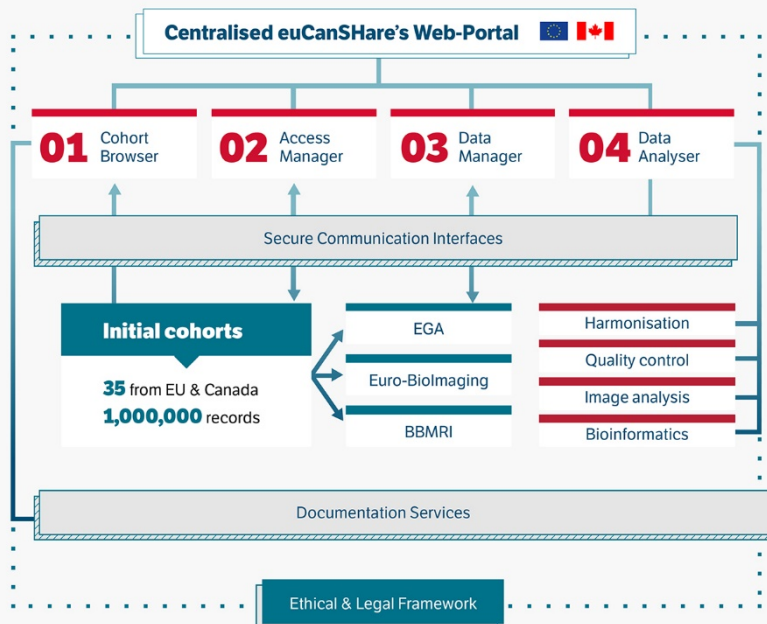 Centralised euCanSHare's Web-Portal
01 Cohort
Browser
02 Access
Manager
03 Data
Manager
04 Data
Analyser
Secure Communication Interfaces
Initial cohorts
35 from EU & Canada
1,000,000 records
EGA
Euro-BioImaging
BBMRI
Harmonisation
Quality control
Image analysis
Bioinformatics
Documentation Services
Ethical & Legal Framework